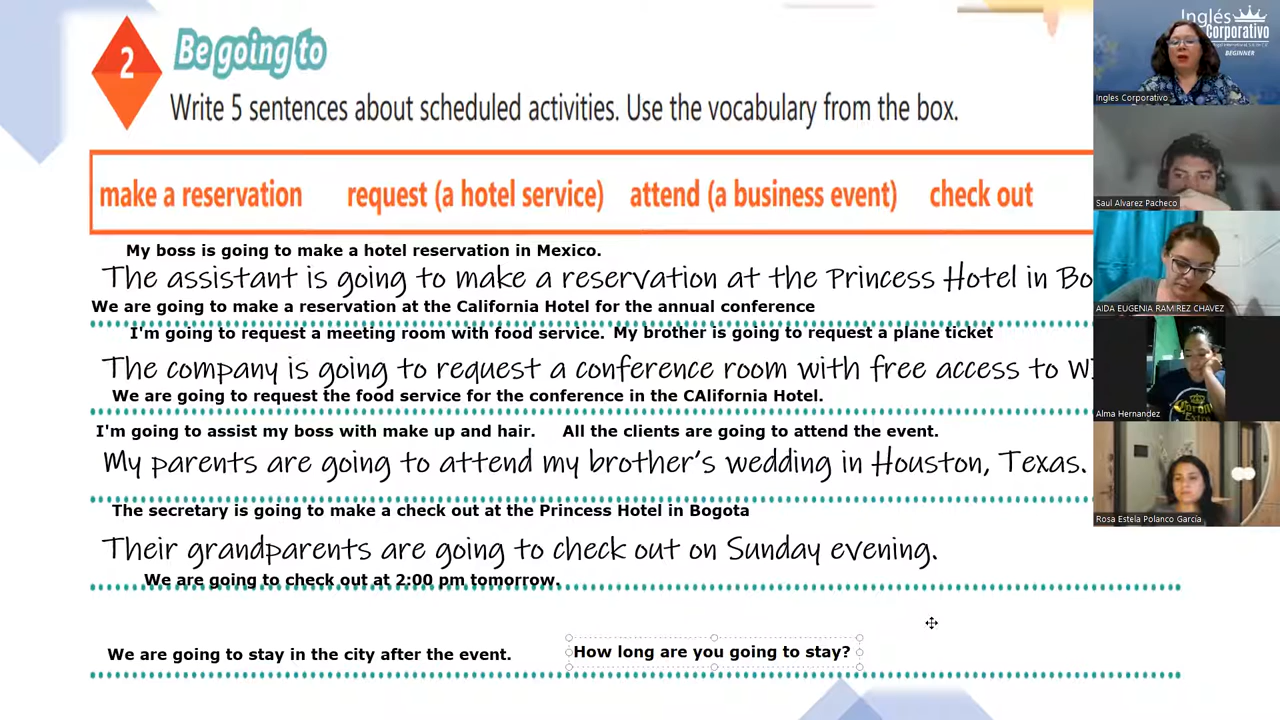 2
Be going to
Write 5 sentences about scheduled activities. Use the vocabulary from the box.
make a reservation request (a hotel service) attend (a business event) check out
My boss is going to make a hotel reservation in Mexico.
The assistant is going to make a reservation at the Princess Hotel in
We are going to make a reservation at the California Hotel for the annual conference
I'm going to request a meeting room with food service. My brother is going to request a plane ticket
The company is going to request a conference room with free access to
We are going to request the food service for the conference in the CAlifornia Hotel.
I'm going to assist my boss with make up and hair. All the clients are going to attend the event.
My parents are going to attend my brother's wedding in Houston, Texas.
The secretary is going to make a check out at the Princess Hotel in Bogota
Their grandparents are going to check out on Sunday evening.
We are going to check out at 2:00 pm tomorrow.
We are going to stay in the city after the event. How long are you going to stay?
Inglés
Corporativo
BEGINNER
Ingles Corporativo
Saul Alvarez Pacheco
AIDA EUGENIA RAMIREZ CHAVEZ
Alma Hernandez
Rosa Estela Polanco García